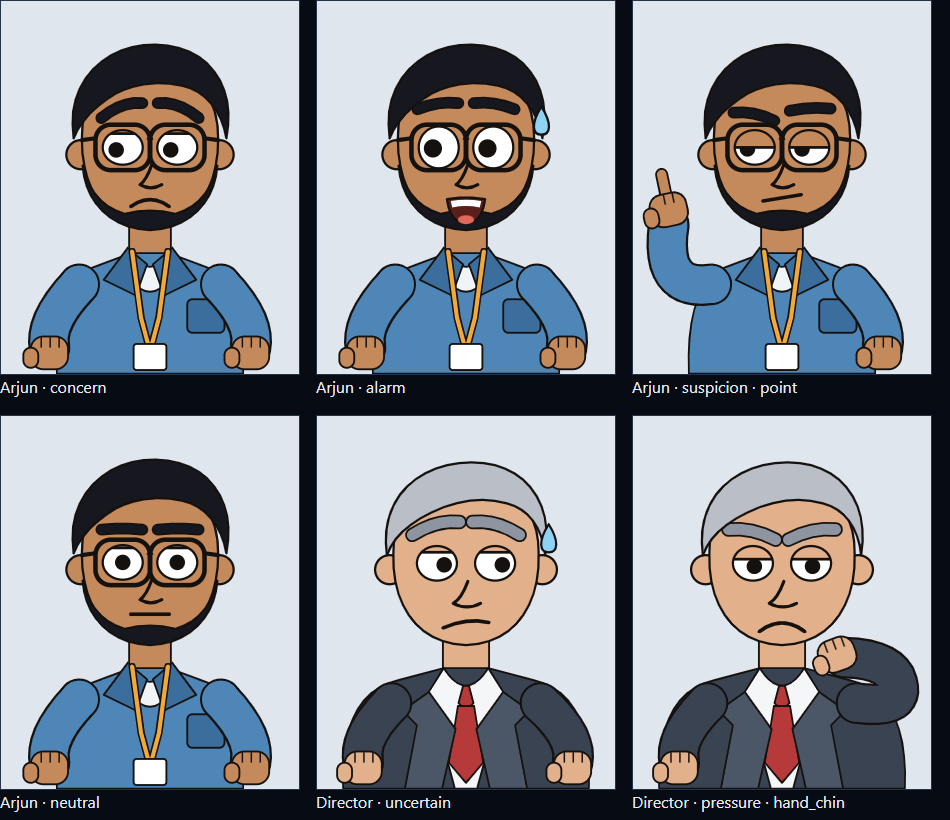 Arjun · concern
Arjun · alarm
Arjun · suspicion · point
Arjun · neutral
Director · uncertain
Director · pressure · hand_chin